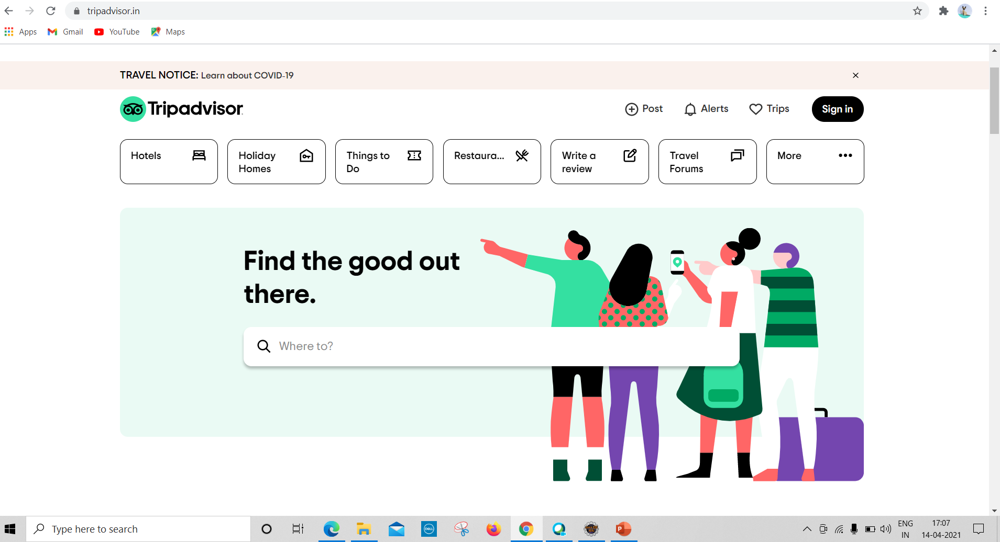 tripadvisor.in
Apps Gmail YouTube Maps
TRAVEL NOTICE: Learn about COVID-19
Tripadvisor
Post Alerts Trips Sign in
Hotels
Holiday
Homes
Things to
Do
Restaura...
Write a
review
Travel
Forums
More
Find the good out
there.
Where to?
Type here to search
DELL
P
ENG
IN
17:07
14-04-2021